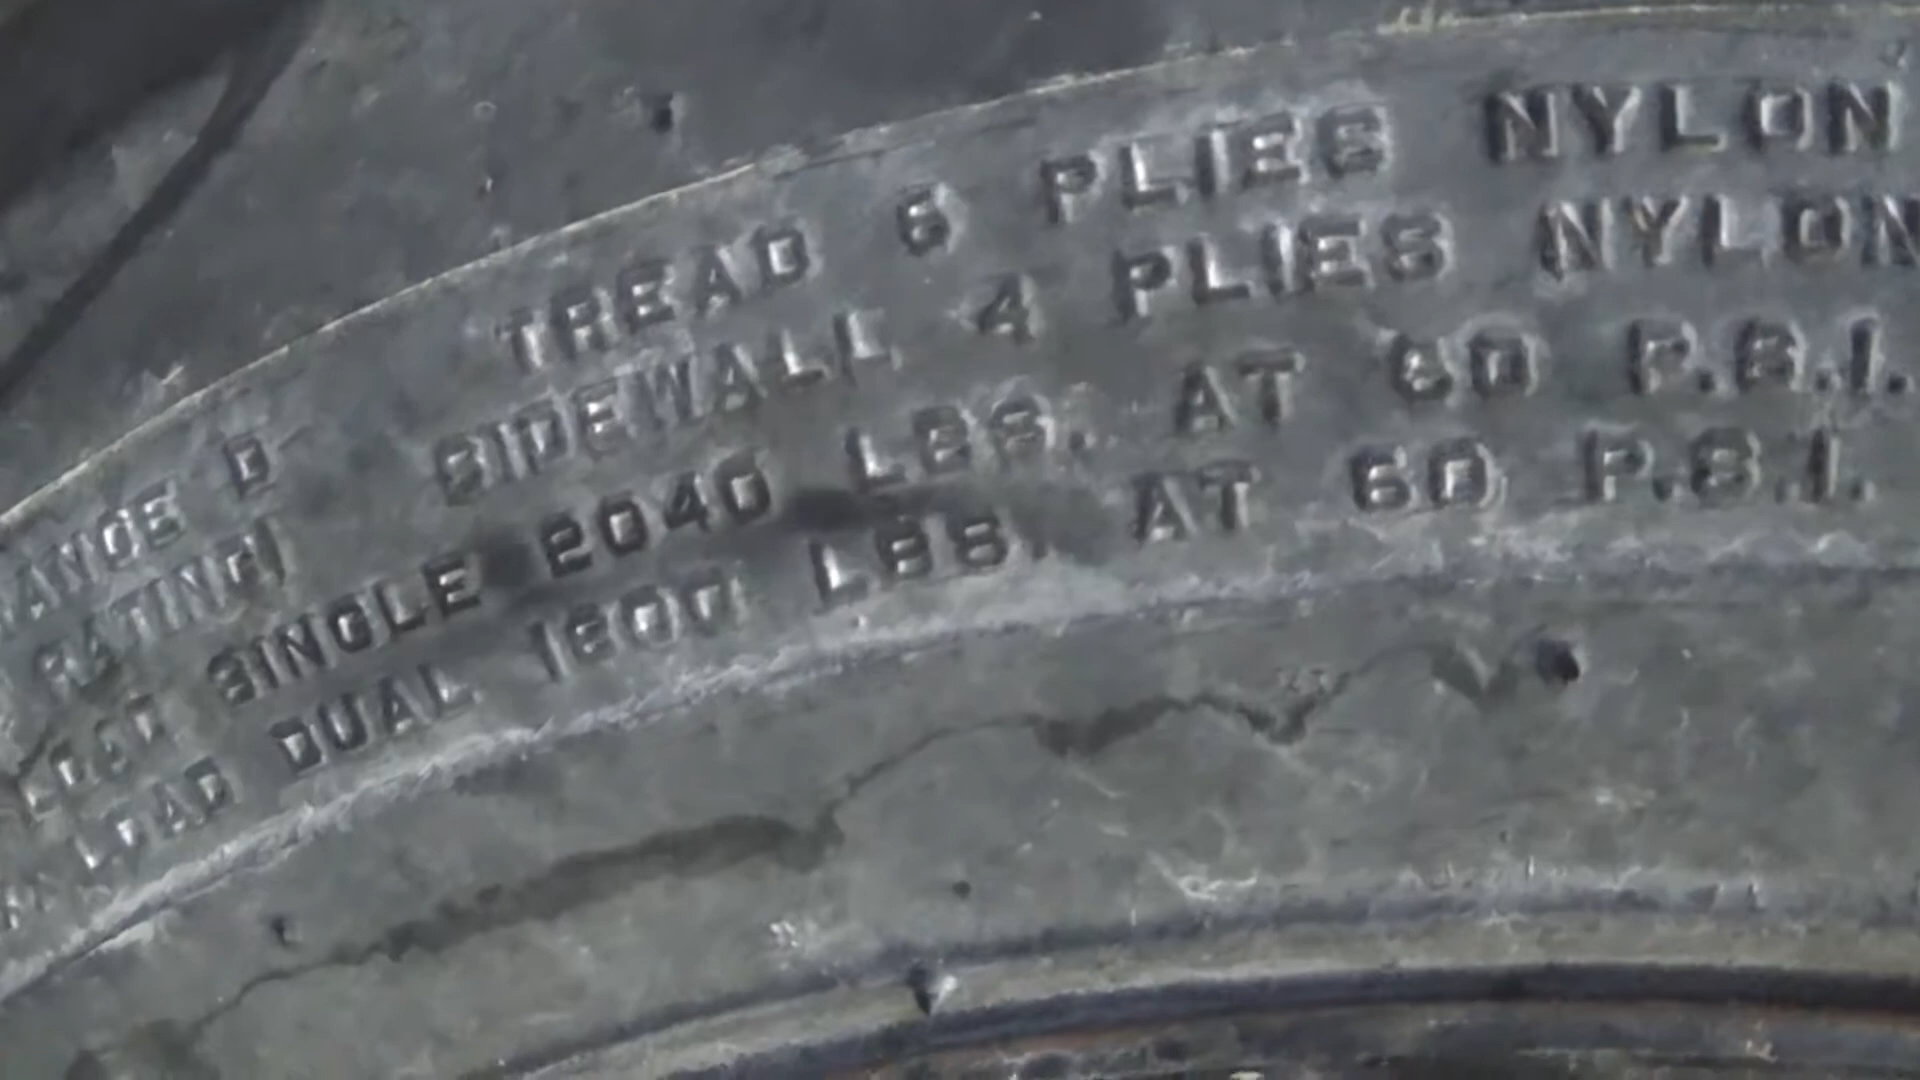 TREAD 6 PLIES NYLON
ANGE D SIDEWALL 4 PLIES NYLON
RATING)
LOAD SINGLE 2040 LBS. AT 60 P.S.I.
LOAD DUAL 1800 LBS. AT 60 P.S.I.